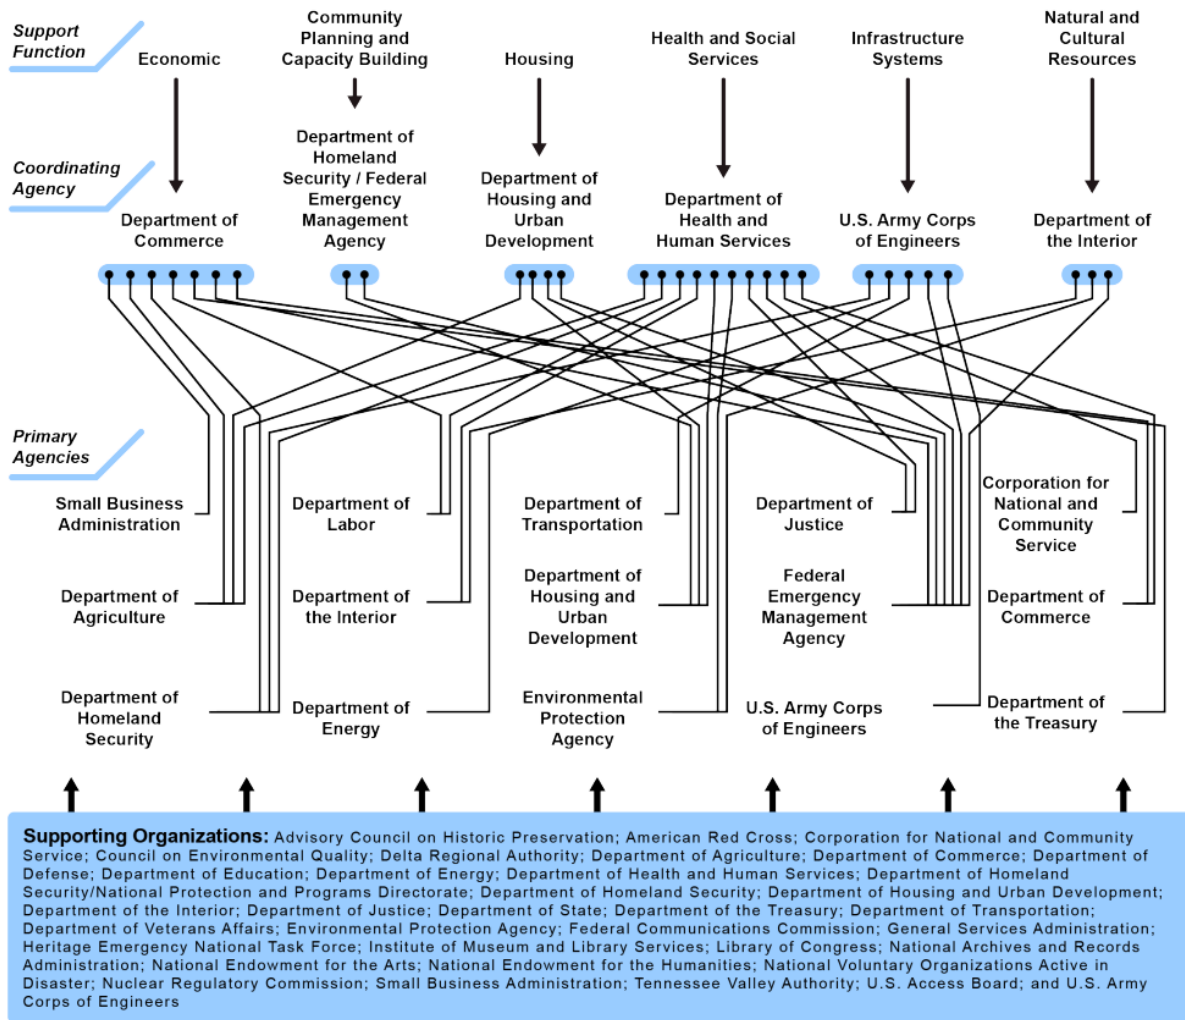 Support
Function
Economic
Community
Planning and
Capacity Building
Housing
Health and Social
Services
Infrastructure
Systems
Natural and
Cultural
Resources
Coordinating
Agency
Department of
Commerce
Department of
Homeland
Security / Federal
Emergency
Management
Agency
Department of
Housing and
Urban
Development
Department of
Health and
Human Services
U.S. Army Corps
of Engineers
Department of
the Interior
Primary
Agencies
Small Business
Administration
Department of
Labor
Department of
Transportation
Department of
Justice
Corporation for
National and
Community
Service
Department of
Agriculture
Department of
the Interior
Department of
Housing and
Urban
Development
Federal
Emergency
Management
Agency
Department of
Commerce
Department of
Homeland
Security
Department of
Energy
Environmental
Protection
Agency
U.S. Army Corps
of Engineers
Department of
the Treasury
Supporting Organizations: Advisory Council on Historic Preservation; American Red Cross; Corporation for National and Community
Service; Council on Environmental Quality; Delta Regional Authority; Department of Agriculture; Department of Commerce; Department of
Defense; Department of Education; Department of Energy; Department of Health and Human Services; Department of Homeland
Security/National Protection and Programs Directorate; Department of Homeland Security; Department of Housing and Urban Development;
Department of the Interior; Department of Justice; Department of State; Department of the Treasury; Department of Transportation;
Department of Veterans Affairs; Environmental Protection Agency; Federal Communications Commission; General Services Administration;
Heritage Emergency National Task Force; Institute of Museum and Library Services; Library of Congress; National Archives and Records
Administration; National Endowment for the Arts; National Endowment for the Humanities; National Voluntary Organizations Active in
Disaster; Nuclear Regulatory Commission; Small Business Administration; Tennessee Valley Authority; U.S. Access Board; and U.S. Army
Corps of Engineers